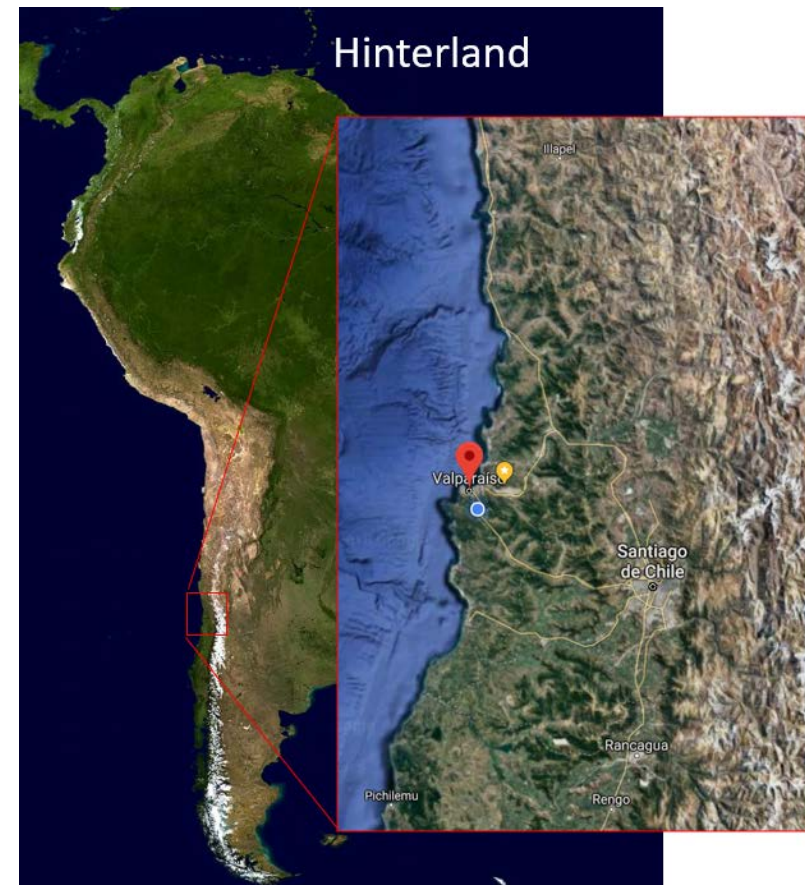 Hinterland
Illapel
Valparaíso
Santiago
de Chile
Rancagua
Pichilemu
Rengo